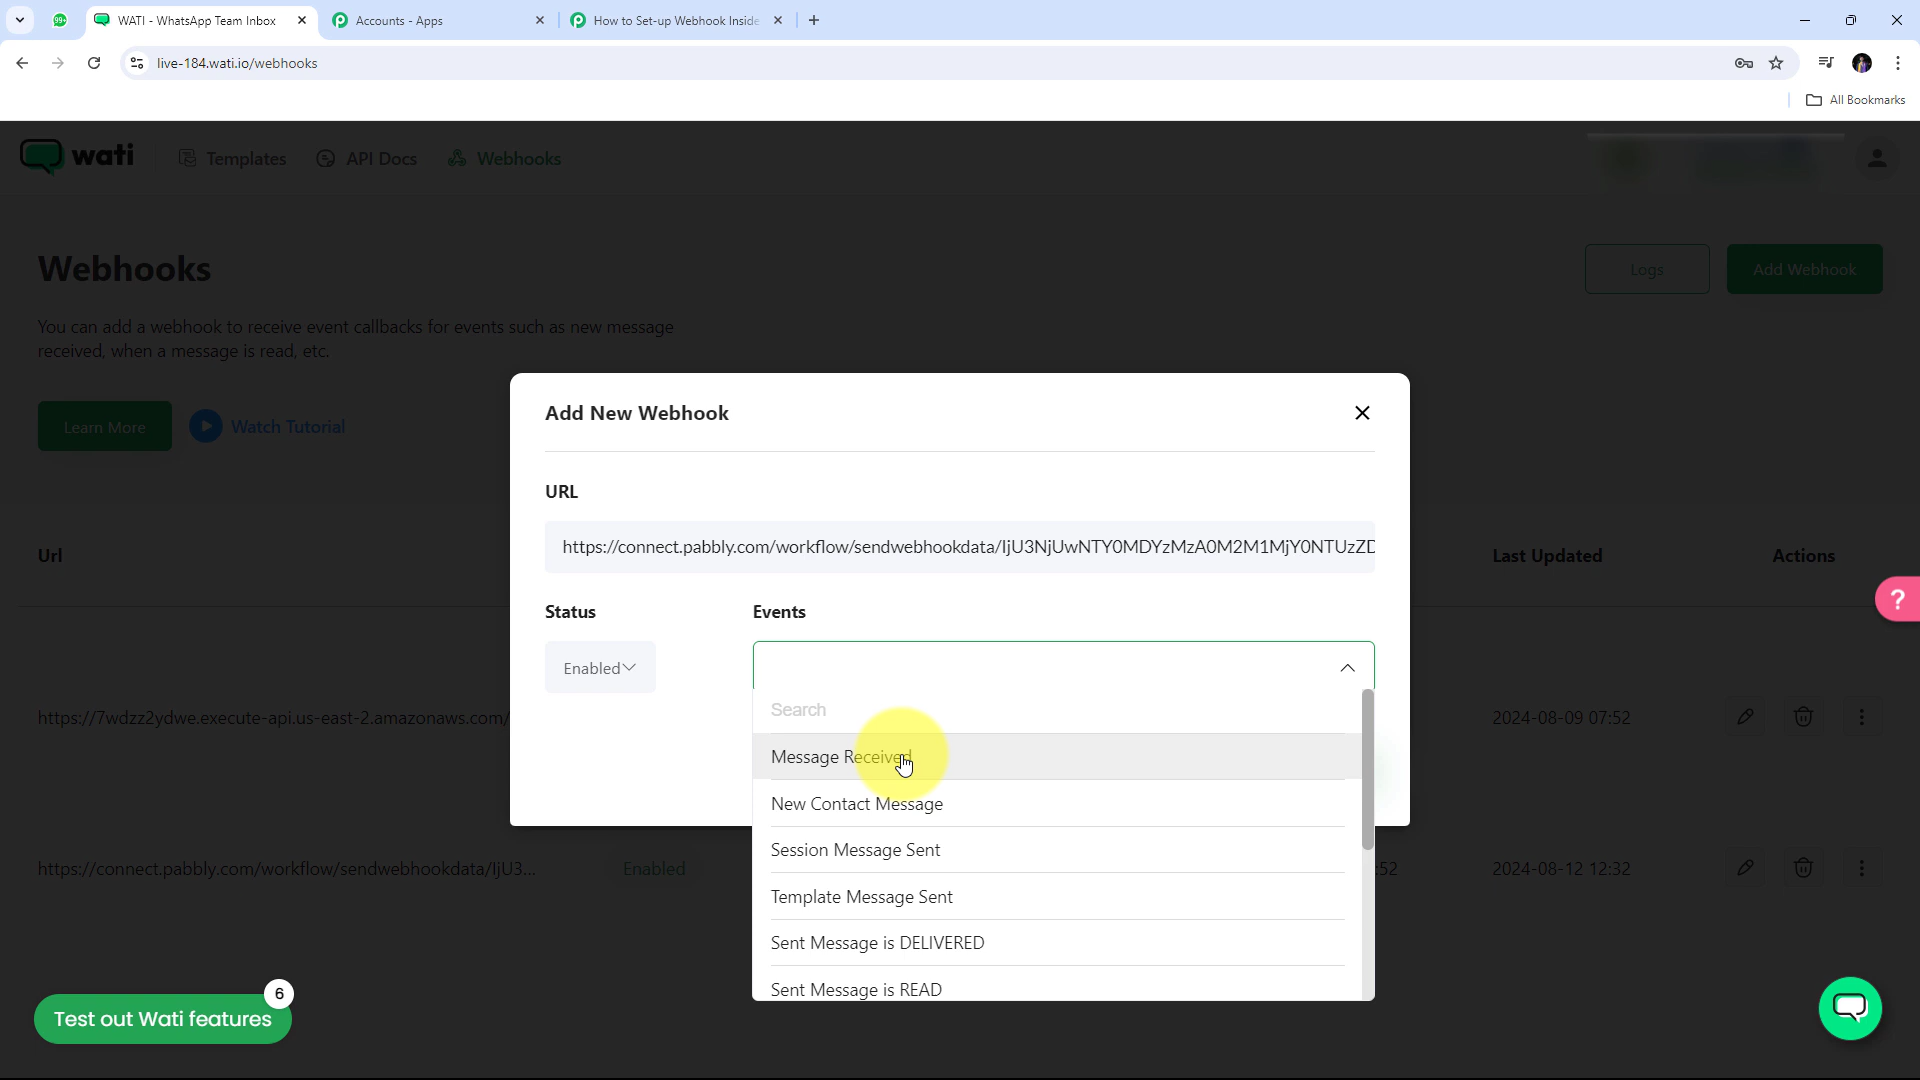 99+
WATI - WhatsApp Team Inbox
Accounts - Apps
How to Set-up Webhook Inside
live-184.wati.io/webhooks
All Bookmarks
wati
Templates
API Docs
Webhooks
Webhooks
Logs
Add Webhook
You can add a webhook to receive event callbacks for events such as new message
received, when a message is read, etc.
Learn More
Watch Tutorial
Add New Webhook
URL
https://connect.pabbly.com/workflow/sendwebhookdata/IjU3NjUwNTY0MDYzMzA0M2M1MjY0NTUzZD
Url
Last Updated
Actions
?
Status
Events
Enabled
Search
Message Received
New Contact Message
Session Message Sent
Template Message Sent
Sent Message is DELIVERED
Sent Message is READ
https://7wdzz2ydwe.execute-api.us-east-2.amazonaws.com/
2024-08-09 07:52
https://connect.pabbly.com/workflow/sendwebhookdata/IjU3...
Enabled
:52
2024-08-12 12:32
6
Test out Wati features